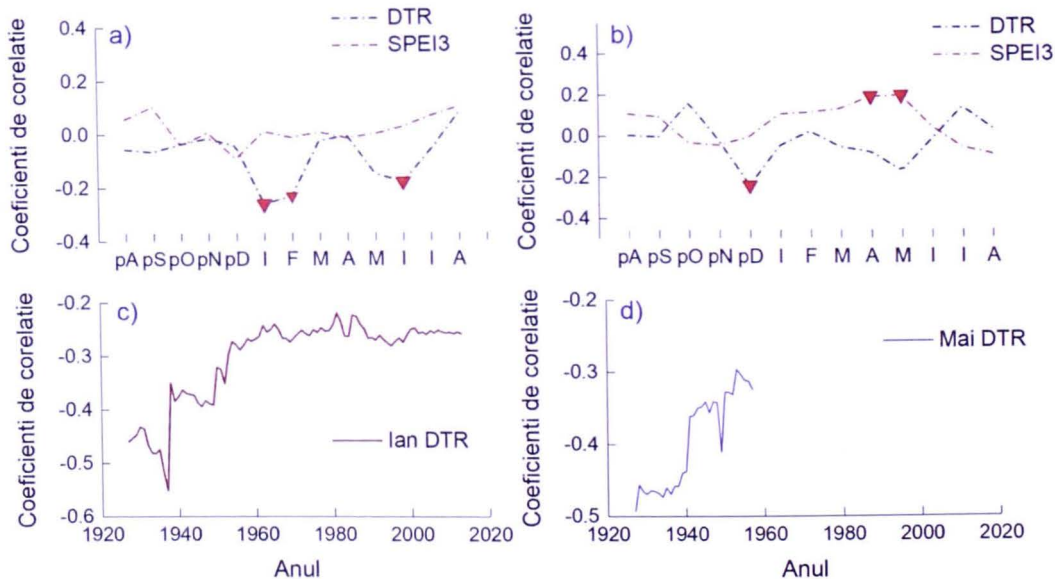 a)
DTR
SPEI3
Coeficienti de corelatie
0.4
0.2
0.0
-0.2
-0.4
pA pS pO pN pD I F M A M I I A
b)
DTR
SPEI3
Coeficienti de corelatie
0.4
0.2
0.0
-0.2
-0.4
pA pS pO pN pD I F M A M I I A
c)
Coeficienti de corelatie
-0.2
-0.3
-0.4
-0.5
-0.6
Ian DTR
1920 1940 1960 1980 2000 2020
Anul
d)
Coeficienti de corelatie
-0.2
-0.3
-0.4
-0.5
Mai DTR
1920 1940 1960 1980 2000 2020
Anul